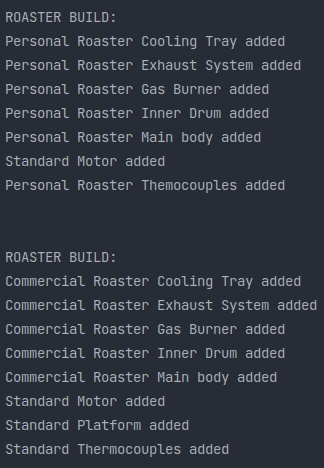 ROASTER BUILD:
Personal Roaster Cooling Tray added
Personal Roaster Exhaust System added
Personal Roaster Gas Burner added
Personal Roaster Inner Drum added
Personal Roaster Main body added
Standard Motor added
Personal Roaster Themocouples added
ROASTER BUILD:
Commercial Roaster Cooling Tray added
Commercial Roaster Exhaust System added
Commercial Roaster Gas Burner added
Commercial Roaster Inner Drum added
Commercial Roaster Main body added
Standard Motor added
Standard Platform added
Standard Thermocouples added